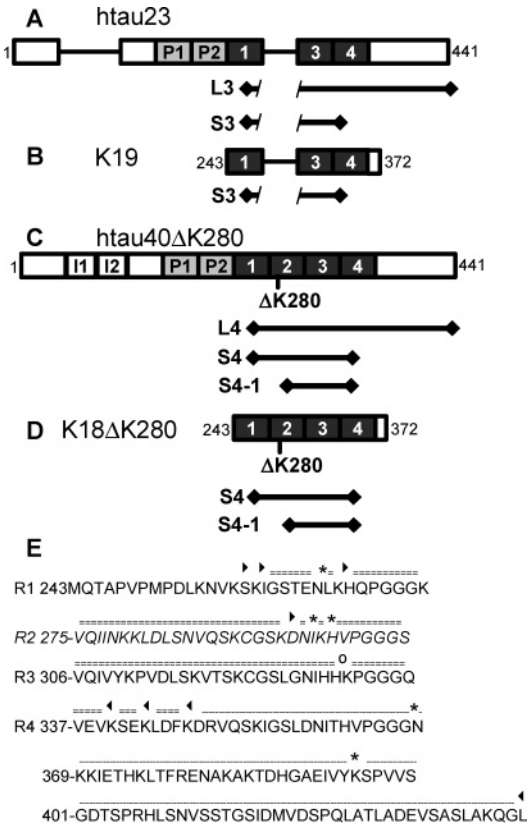 A htau23
1 P1 P2 1 3 4 441
L3
S3
B K19
243 1 3 4 372
S3
C htau40ΔK280
1 I1 I2 P1 P2 1 2 3 4 441
ΔK280
L4
S4
S4-1
D K18ΔK280
243 1 2 3 4 372
ΔK280
S4
S4-1
E
* 
R1 243MQTAPVPMPDLKNVKSKIGSTENLKHQPGGGK
* *
R2 275-VQIINKKLDLSNVQSKCGSKDNIKHVPGGGS
o
R3 306-VQIVYKPVDLSKVTSKCGSLGNIHHKPGGGQ
*
R4 337-VEVKSEKLDFKDRVQSKIGSLDNITHVPGGGN
*
369-KKIETHKLTFRENAKAKTDHGAEIVYKSPVVS
401-GDTSPRHLSNVSSTGSIDMVDSPQLATLADEVSASLAKQGL